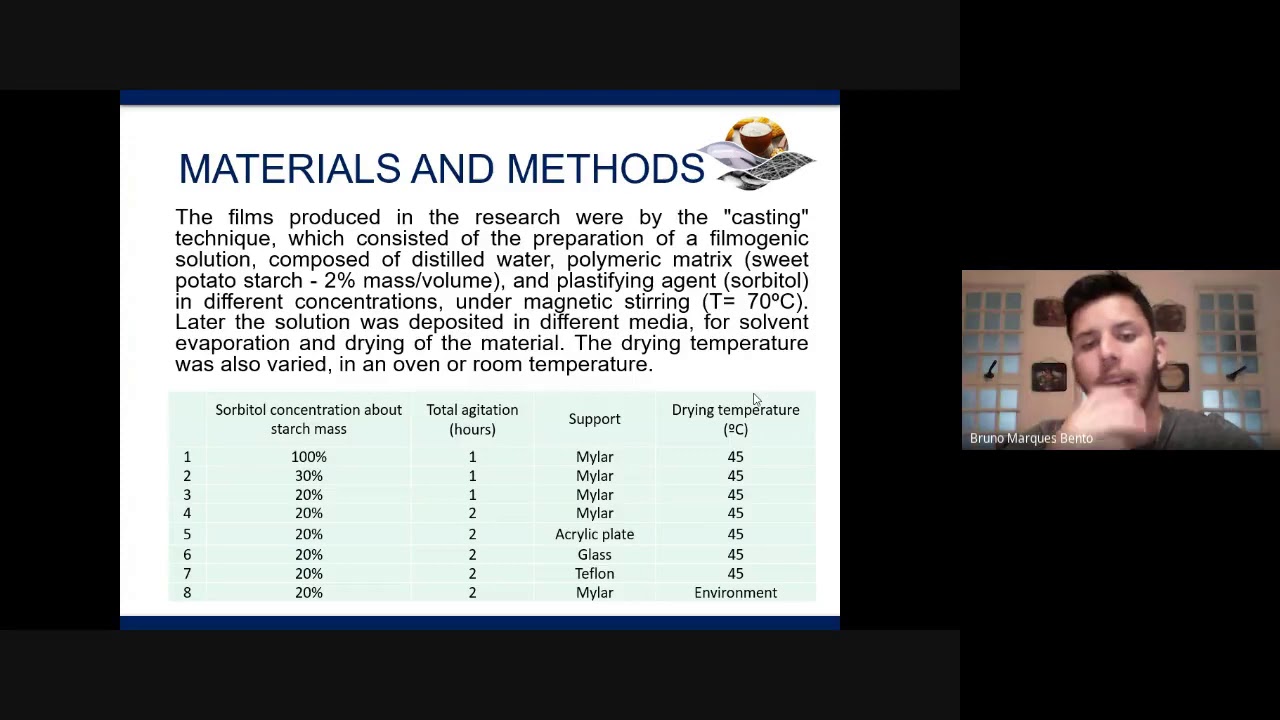 MATERIALS AND METHODS
The films produced in the research were by the "casting"
technique, which consisted of the preparation of a filmogenic
solution, composed of distilled water, polymeric matrix (sweet
potato starch - 2% mass/volume), and plastifying agent (sorbitol)
in different concentrations, under magnetic stirring (T= 70ºC).
Later the solution was deposited in different media, for solvent
evaporation and drying of the material. The drying temperature
was also varied, in an oven or room temperature.
Sorbitol concentration about starch mass Total agitation (hours) Support Drying temperature (ºC)
1 100% 1 Mylar 45
2 30% 1 Mylar 45
3 20% 1 Mylar 45
4 20% 2 Mylar 45
5 20% 2 Acrylic plate 45
6 20% 2 Glass 45
7 20% 2 Teflon 45
8 20% 2 Mylar Environment
Bruno Marques Bento